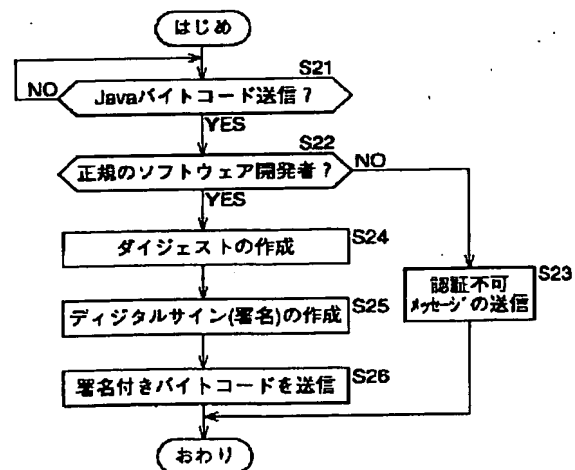 はじめ
S21
NO
Javaバイトコード送信?
YES
S22
正規のソフトウェア開発者?
NO
YES
S24
ダイジェストの作成
S23
認証不可
メッセージの送信
S25
ディジタルサイン(署名)の作成
S26
署名付きバイトコードを送信
おわり